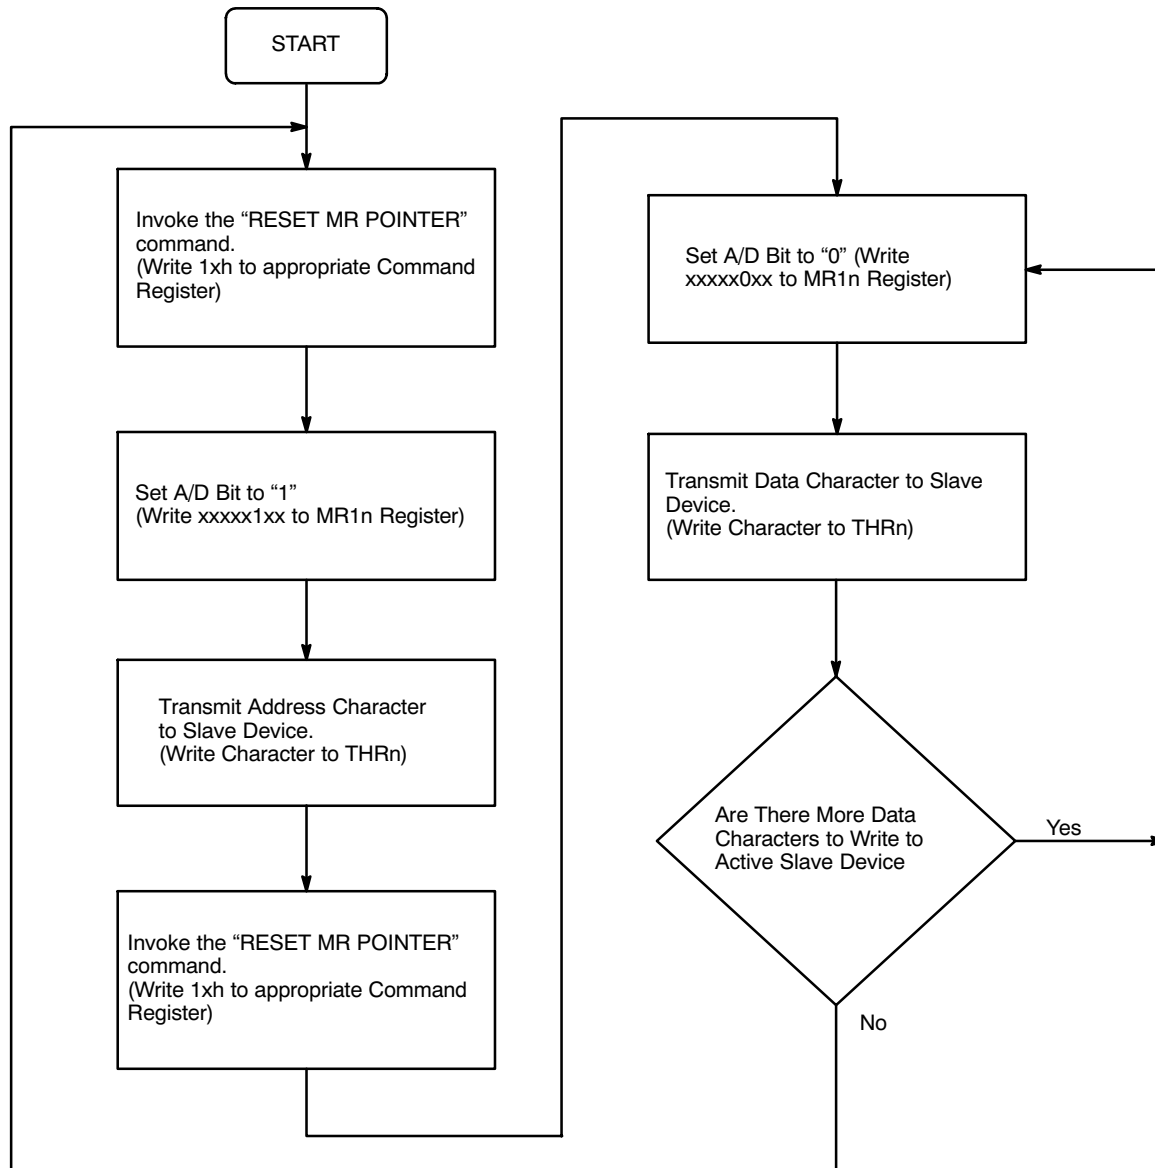 START
Invoke the “RESET MR POINTER”
command.
(Write 1xh to appropriate Command
Register)
Set A/D Bit to “1”
(Write xxxxx1xx to MR1n Register)
Transmit Address Character
to Slave Device.
(Write Character to THRn)
Invoke the “RESET MR POINTER”
command.
(Write 1xh to appropriate Command
Register)
Set A/D Bit to “0” (Write
xxxxx0xx to MR1n Register)
Transmit Data Character to Slave
Device.
(Write Character to THRn)
Are There More Data
Characters to Write to
Active Slave Device
Yes
No